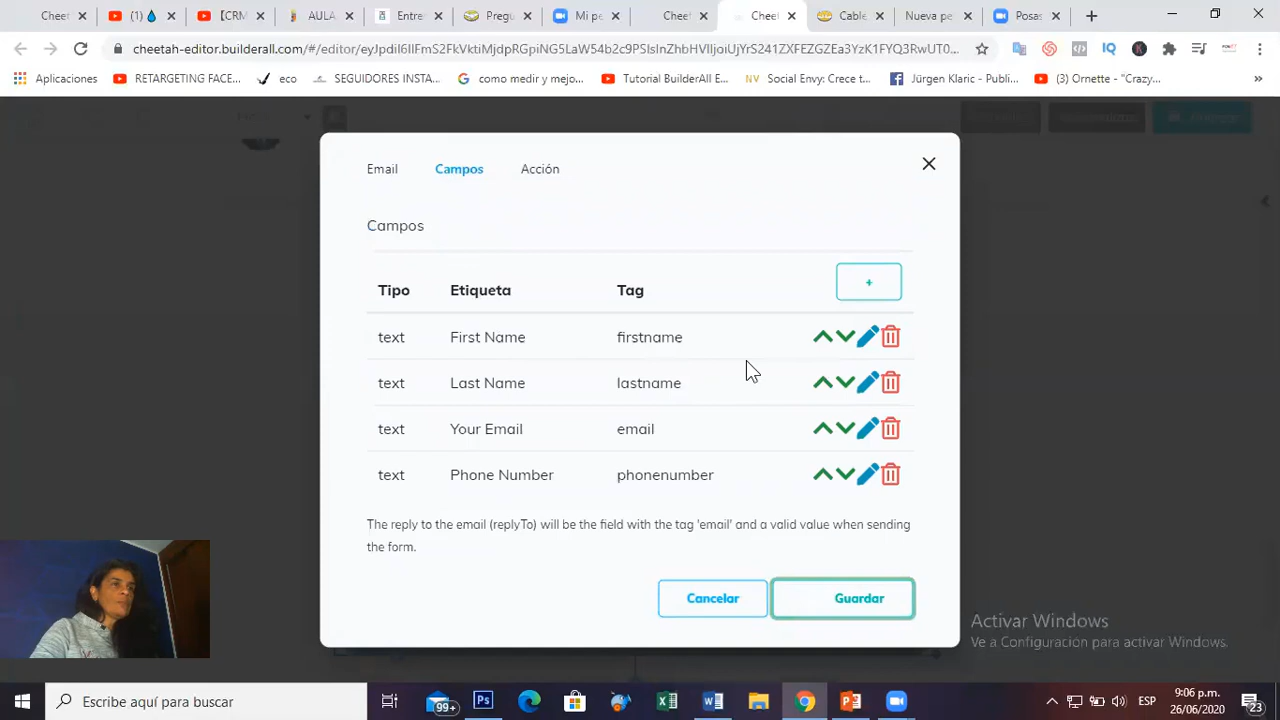 Cheet
(1)
[CRM
AULA
Entre
Pregu
Mi pe
Cheet
Cheet
Cable
Nueva pe
Posas
cheetah-editor.builderall.com/#/editor/
Aplicaciones
RETARGETING FACE...
eco
SEGUIDORES INSTA...
como medir y mejo...
Tutorial BuilderAll E...
Social Envy: Crece t...
Jürgen Klaric - Publi...
(3) Ornette - "Crazy...
»
Email
Campos
Acción
Campos
Tipo Etiqueta Tag +
text First Name firstname
text Last Name lastname
text Your Email email
text Phone Number phonenumber
The reply to the email (replyTo) will be the field with the tag 'email' and a valid value when sending
the form.
Cancelar
Guardar
Activar Windows
Ve a Configuración para activar Windows.
Escribe aquí para buscar
99+
ESP
9:06 p.m.
26/06/2020
23